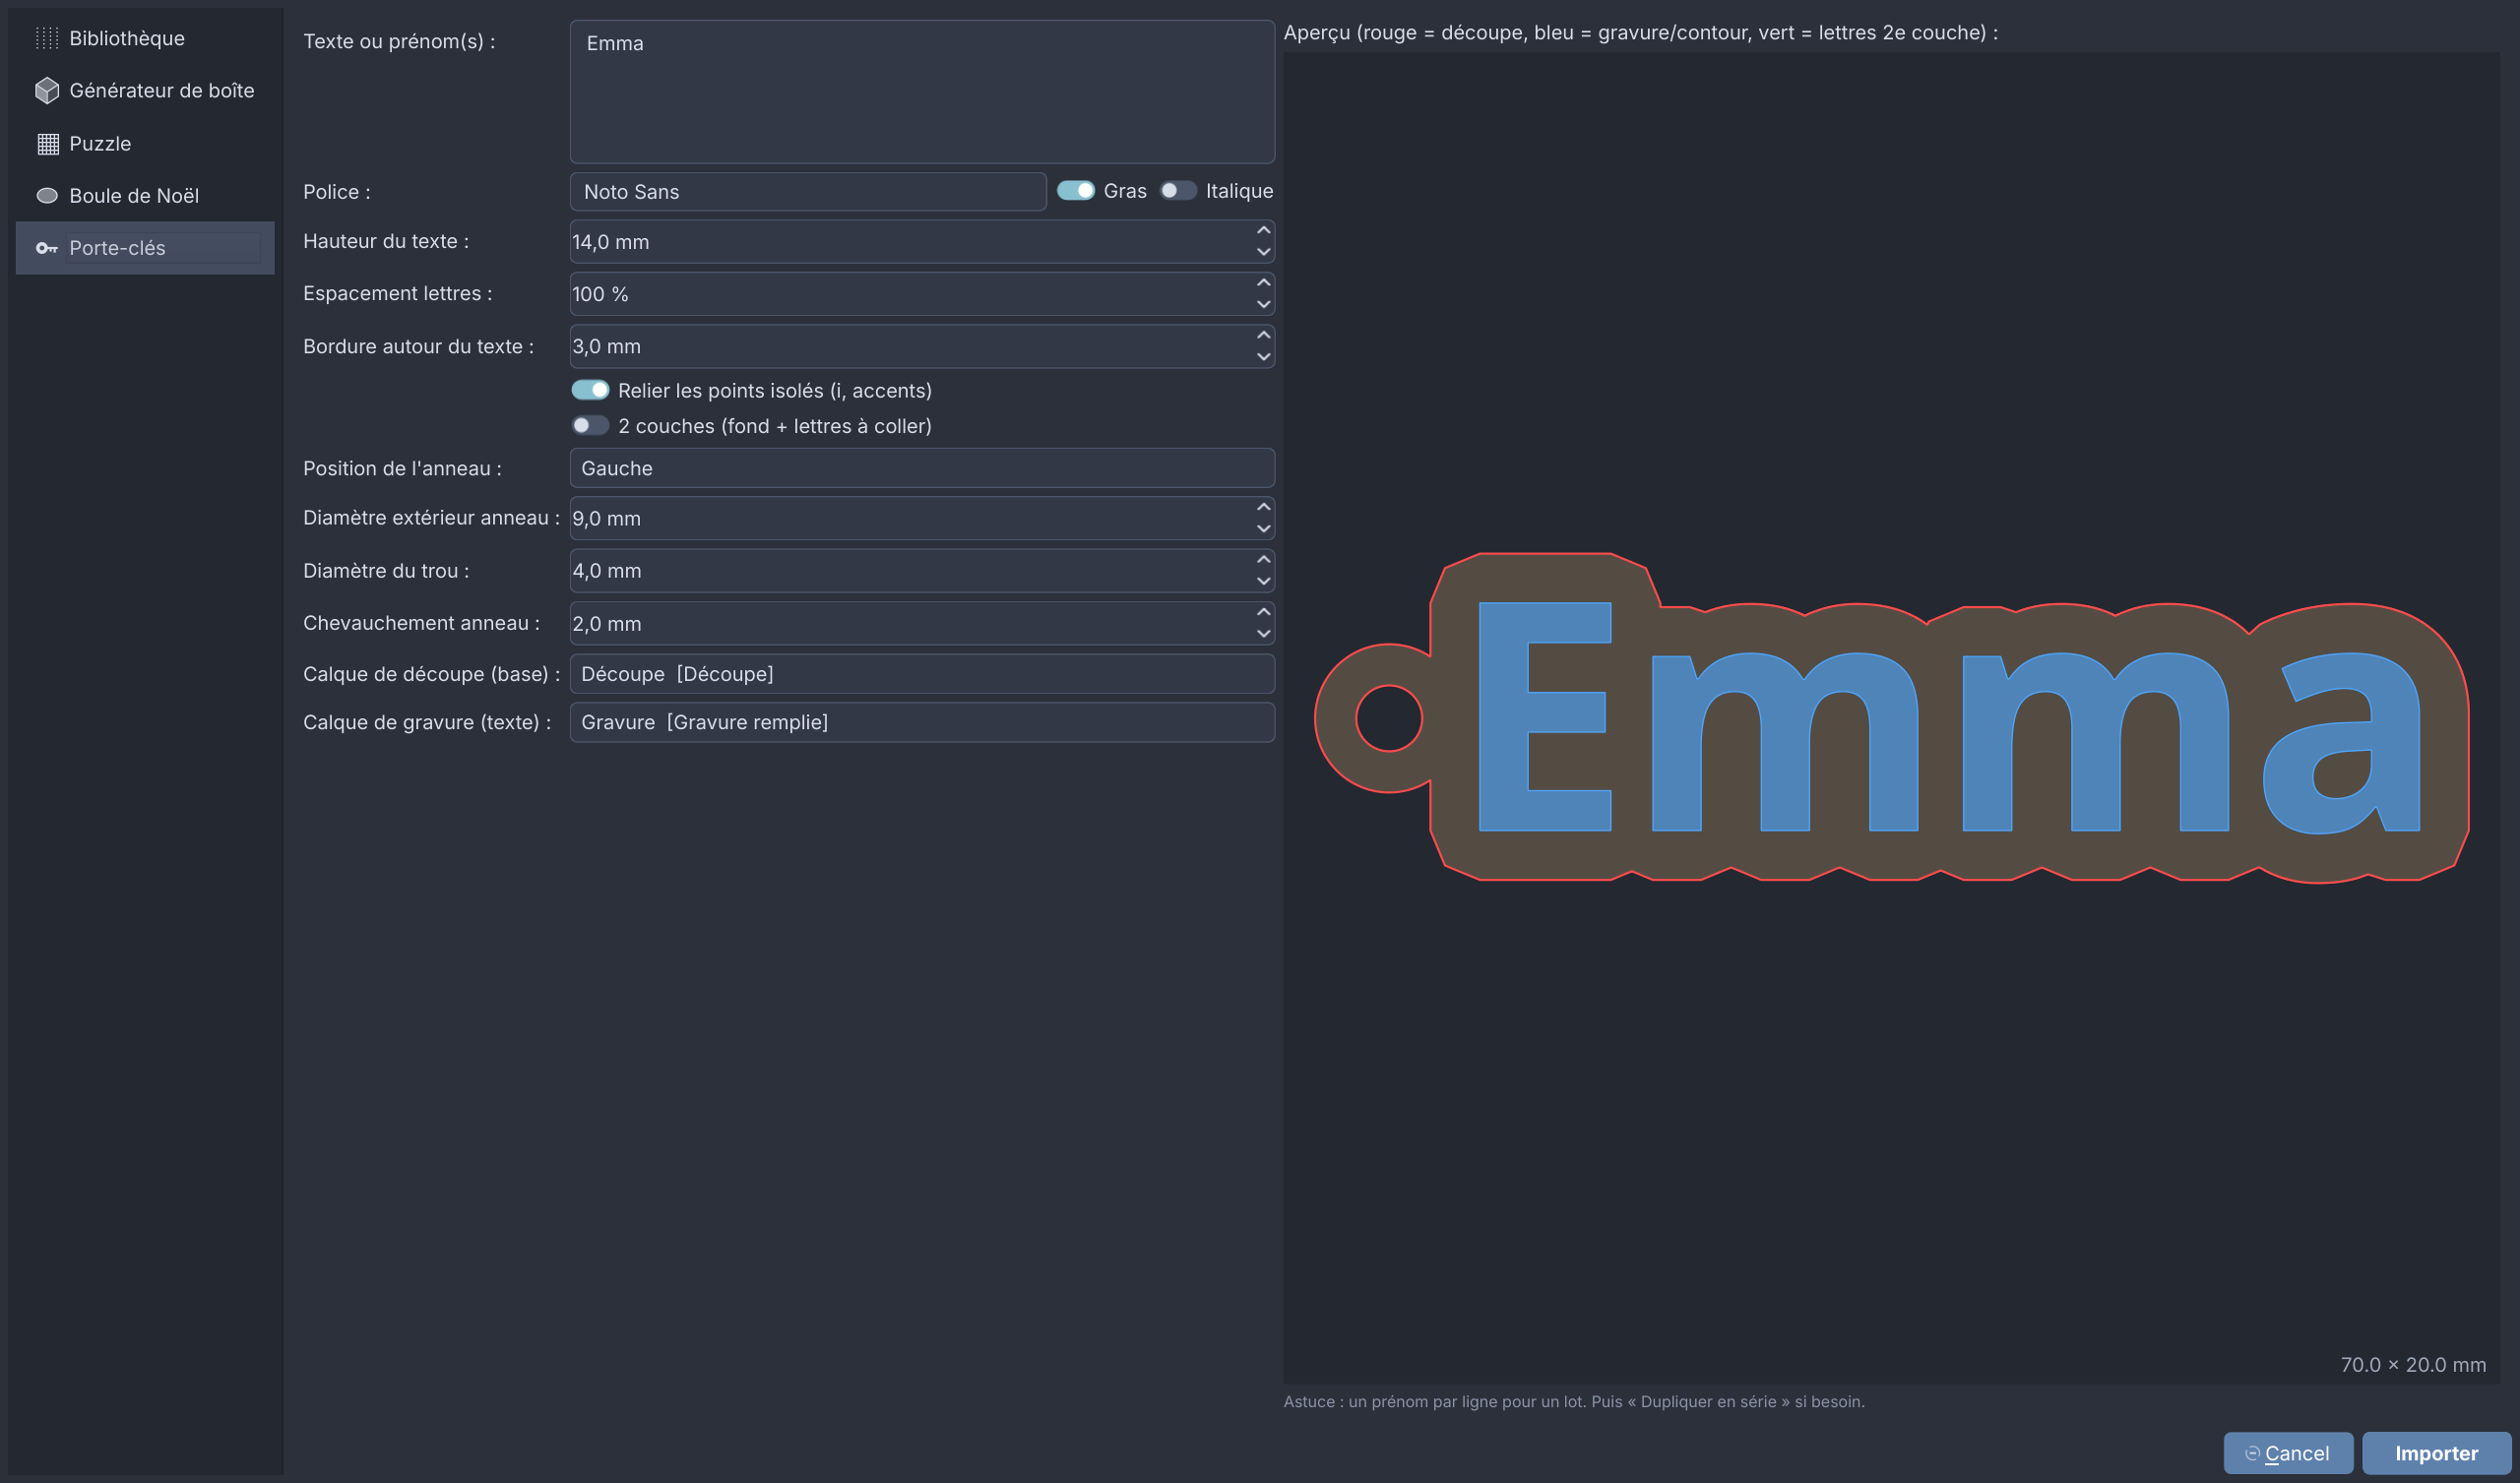 Bibliothèque
Générateur de boîte
Puzzle
Boule de Noël
Porte-clés
Texte ou prénom(s) :
Emma
Police :
Noto Sans
Gras
Italique
Hauteur du texte :
14,0 mm
Espacement lettres :
100 %
Bordure autour du texte :
3,0 mm
Relier les points isolés (i, accents)
2 couches (fond + lettres à coller)
Position de l'anneau :
Gauche
Diamètre extérieur anneau :
9,0 mm
Diamètre du trou :
4,0 mm
Chevauchement anneau :
2,0 mm
Calque de découpe (base) :
Découpe [Découpe]
Calque de gravure (texte) :
Gravure [Gravure remplie]
Aperçu (rouge = découpe, bleu = gravure/contour, vert = lettres 2e couche) :
Emma
70.0 × 20.0 mm
Astuce : un prénom par ligne pour un lot. Puis « Dupliquer en série » si besoin.
Cancel
Importer